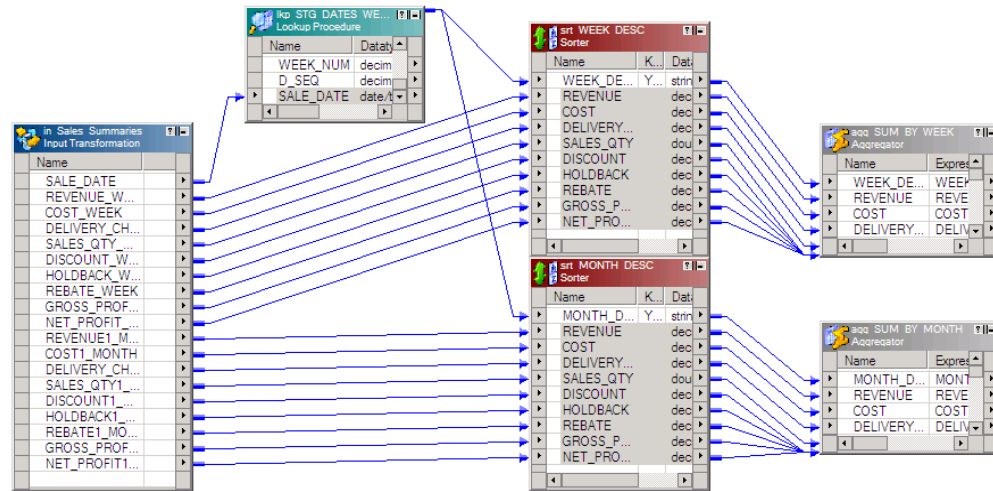 lkp STG_DATES_WE...
Lookup Procedure
Name Dataty
WEEK_NUM decim
D_SEQ decim
SALE_DATE date/t
in_Sales_Summaries
Input Transformation
Name
SALE_DATE
REVENUE_W...
COST_WEEK
DELIVERY_CH...
SALES_QTY_...
DISCOUNT_W...
HOLDBACK_W...
REBATE_WEEK
GROSS_PROF...
NET_PROFIT_...
REVENUE1_M...
COST1_MONTH
DELIVERY_CH...
SALES_QTY1_...
DISCOUNT1_...
HOLDBACK1_...
REBATE1_MO...
GROSS_PROF...
NET_PROFIT1...
srt_WEEK_DESC
Sorter
Name K... Data
WEEK_DE... Y... strin
REVENUE dec
COST dec
DELIVERY... dec
SALES_QTY dou
DISCOUNT dec
HOLDBACK dec
REBATE dec
GROSS_P... dec
NET_PRO... dec
srt_MONTH_DESC
Sorter
Name K... Data
MONTH_D... Y... strin
REVENUE dec
COST dec
DELIVERY... dec
SALES_QTY dou
DISCOUNT dec
HOLDBACK dec
REBATE dec
GROSS_P... dec
NET_PRO... dec
agg_SUM_BY_WEEK
Aggregator
Name Expres
WEEK_DE... WEEK
REVENUE REVE
COST COST
DELIVERY... DELIV
agg_SUM_BY_MONTH
Aggregator
Name Expres
MONTH_D... MONT
REVENUE REVE
COST COST
DELIVERY... DELIV